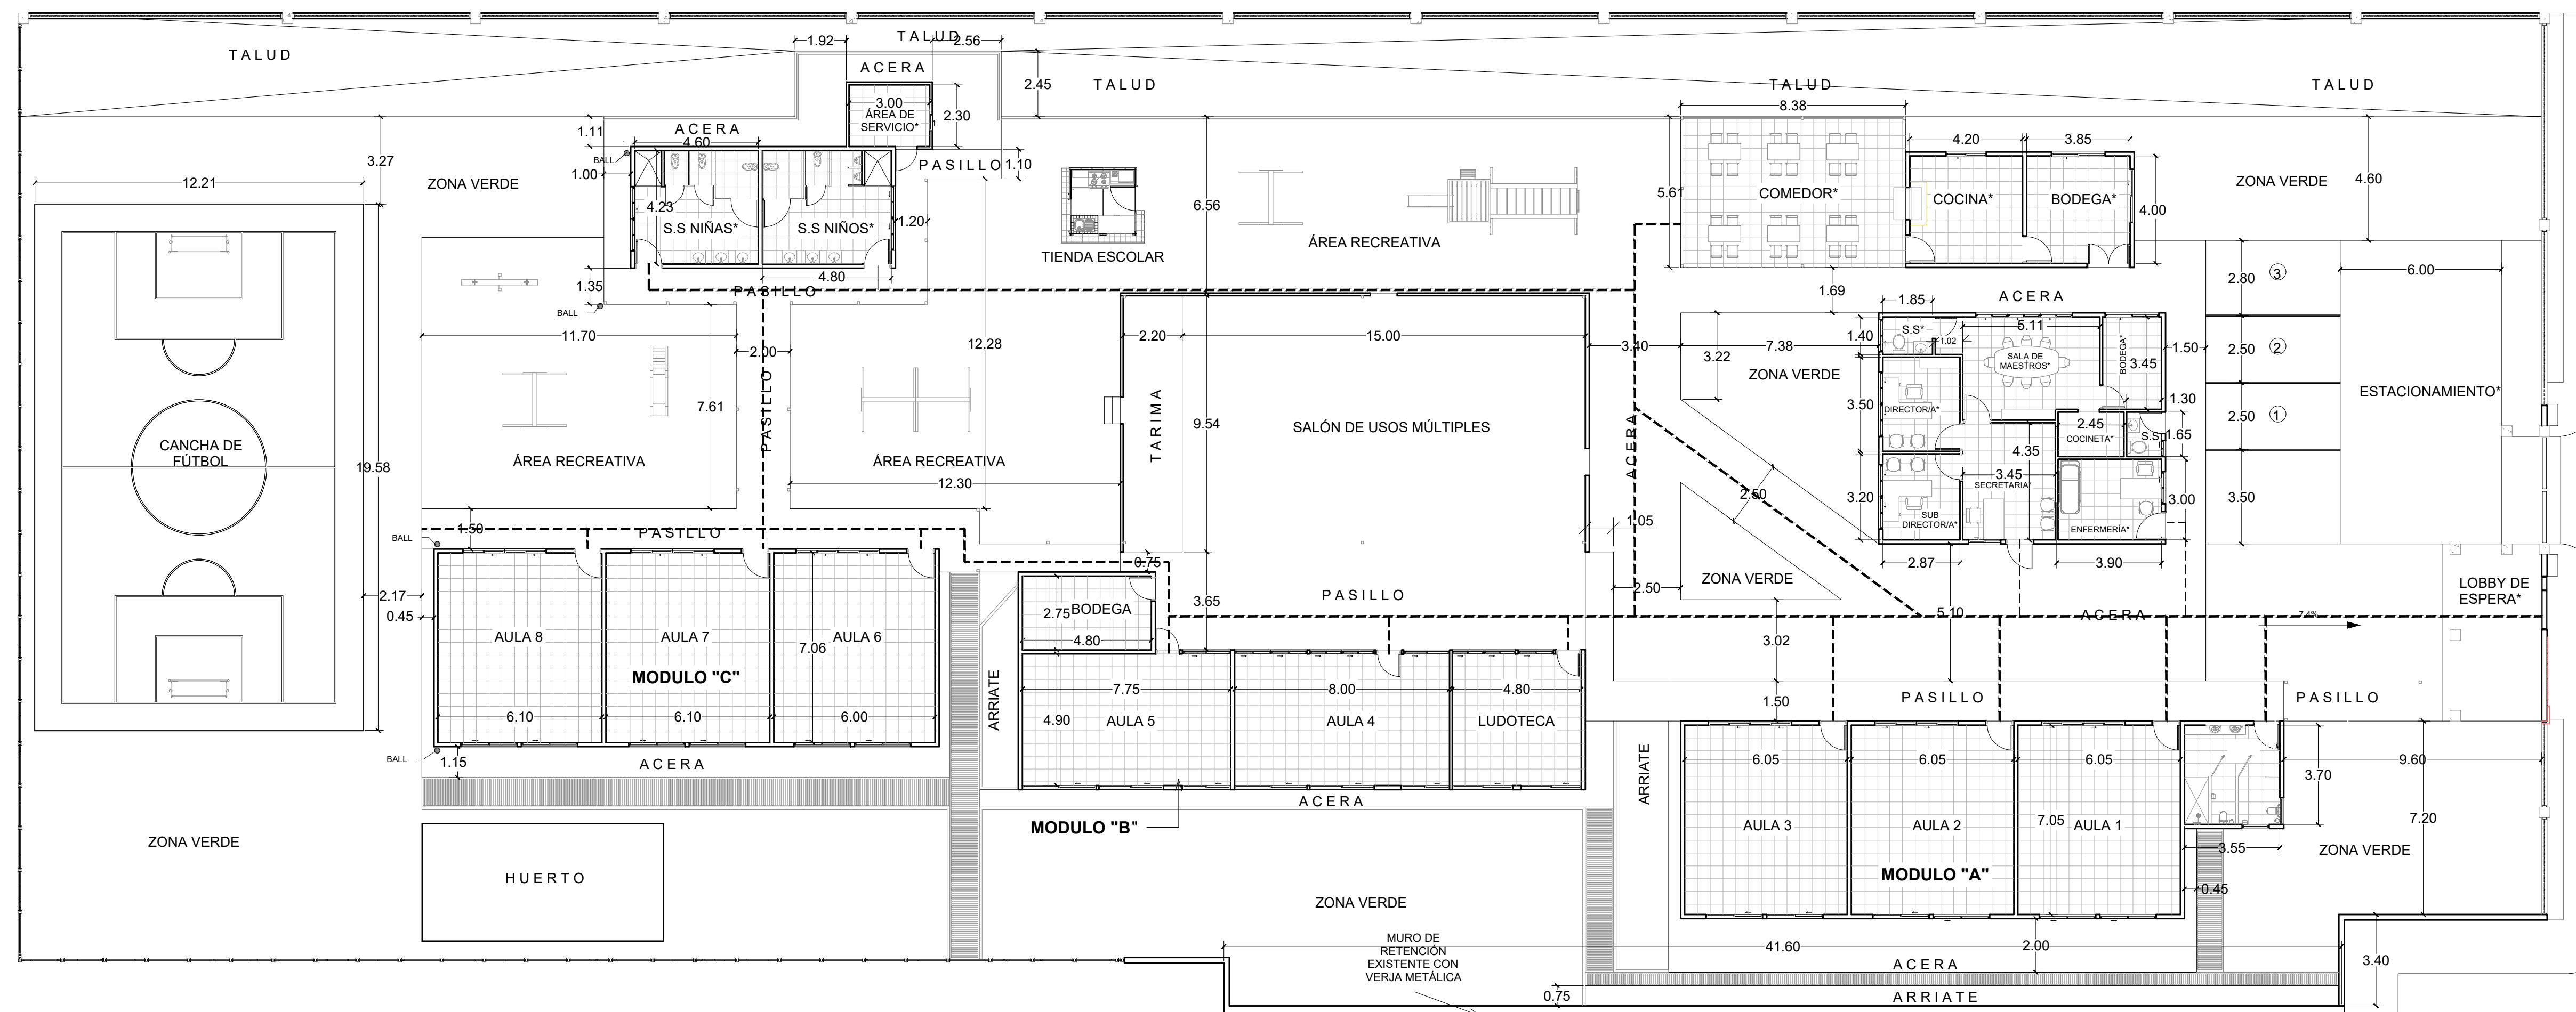 TALUD
1.92
TALUD
2.56
ACERA
2.45
TALUD
TALUD
TALUD
8.38
3.00
ÁREA DE
SERVICIO*
2.30
1.11
ACERA
4.60
BALL
1.00
3.27
12.21
ZONA VERDE
PASILLO
1.10
4.23
S.S NIÑAS*
S.S NIÑOS*
1.20
6.56
TIENDA ESCOLAR
ÁREA RECREATIVA
5.61
COMEDOR*
4.20
3.85
COCINA*
BODEGA*
4.00
ZONA VERDE
4.60
4.80
1.35
PASILLO
BALL
1.69
ACERA
2.80
3
6.00
11.70
2.00
12.28
2.20
15.00
3.40
3.22
7.38
ZONA VERDE
1.85
1.40
S.S*
1.02
5.11
SALA DE
MAESTROS*
BODEGA*
3.45
1.50
2.50
2
ESTACIONAMIENTO*
1.30
2.50
1
7.61
PASILLO
TARIMA
9.54
SALÓN DE USOS MÚLTIPLES
ACERA
3.50
DIRECTOR/A*
2.45
COCINETA*
S.S
1.65
4.35
3.45
SECRETARIA*
CANCHA DE
FÚTBOL
19.58
ÁREA RECREATIVA
ÁREA RECREATIVA
12.30
2.50
3.20
SUB
DIRECTOR/A*
ENFERMERÍA*
3.00
3.50
1.50
PASILLO
BALL
1.05
0.75
2.87
3.90
2.17
0.45
2.75
BODEGA
4.80
3.65
PASILLO
2.50
ZONA VERDE
5.10
ACERA
7.4%
LOBBY DE
ESPERA*
AULA 8
AULA 7
AULA 6
7.06
MODULO "C"
3.02
6.10
6.10
6.00
ARRIATE
7.75
8.00
4.80
4.90
AULA 5
AULA 4
LUDOTECA
1.50
PASILLO
PASILLO
BALL
1.15
ACERA
ACERA
MODULO "B"
ARRIATE
6.05
6.05
6.05
3.70
9.60
AULA 3
AULA 2
7.05
AULA 1
7.20
3.55
ZONA VERDE
MODULO "A"
0.45
ZONA VERDE
HUERTO
ZONA VERDE
MURO DE
RETENCIÓN
EXISTENTE CON
VERJA METÁLICA
41.60
2.00
3.40
ACERA
0.75
ARRIATE